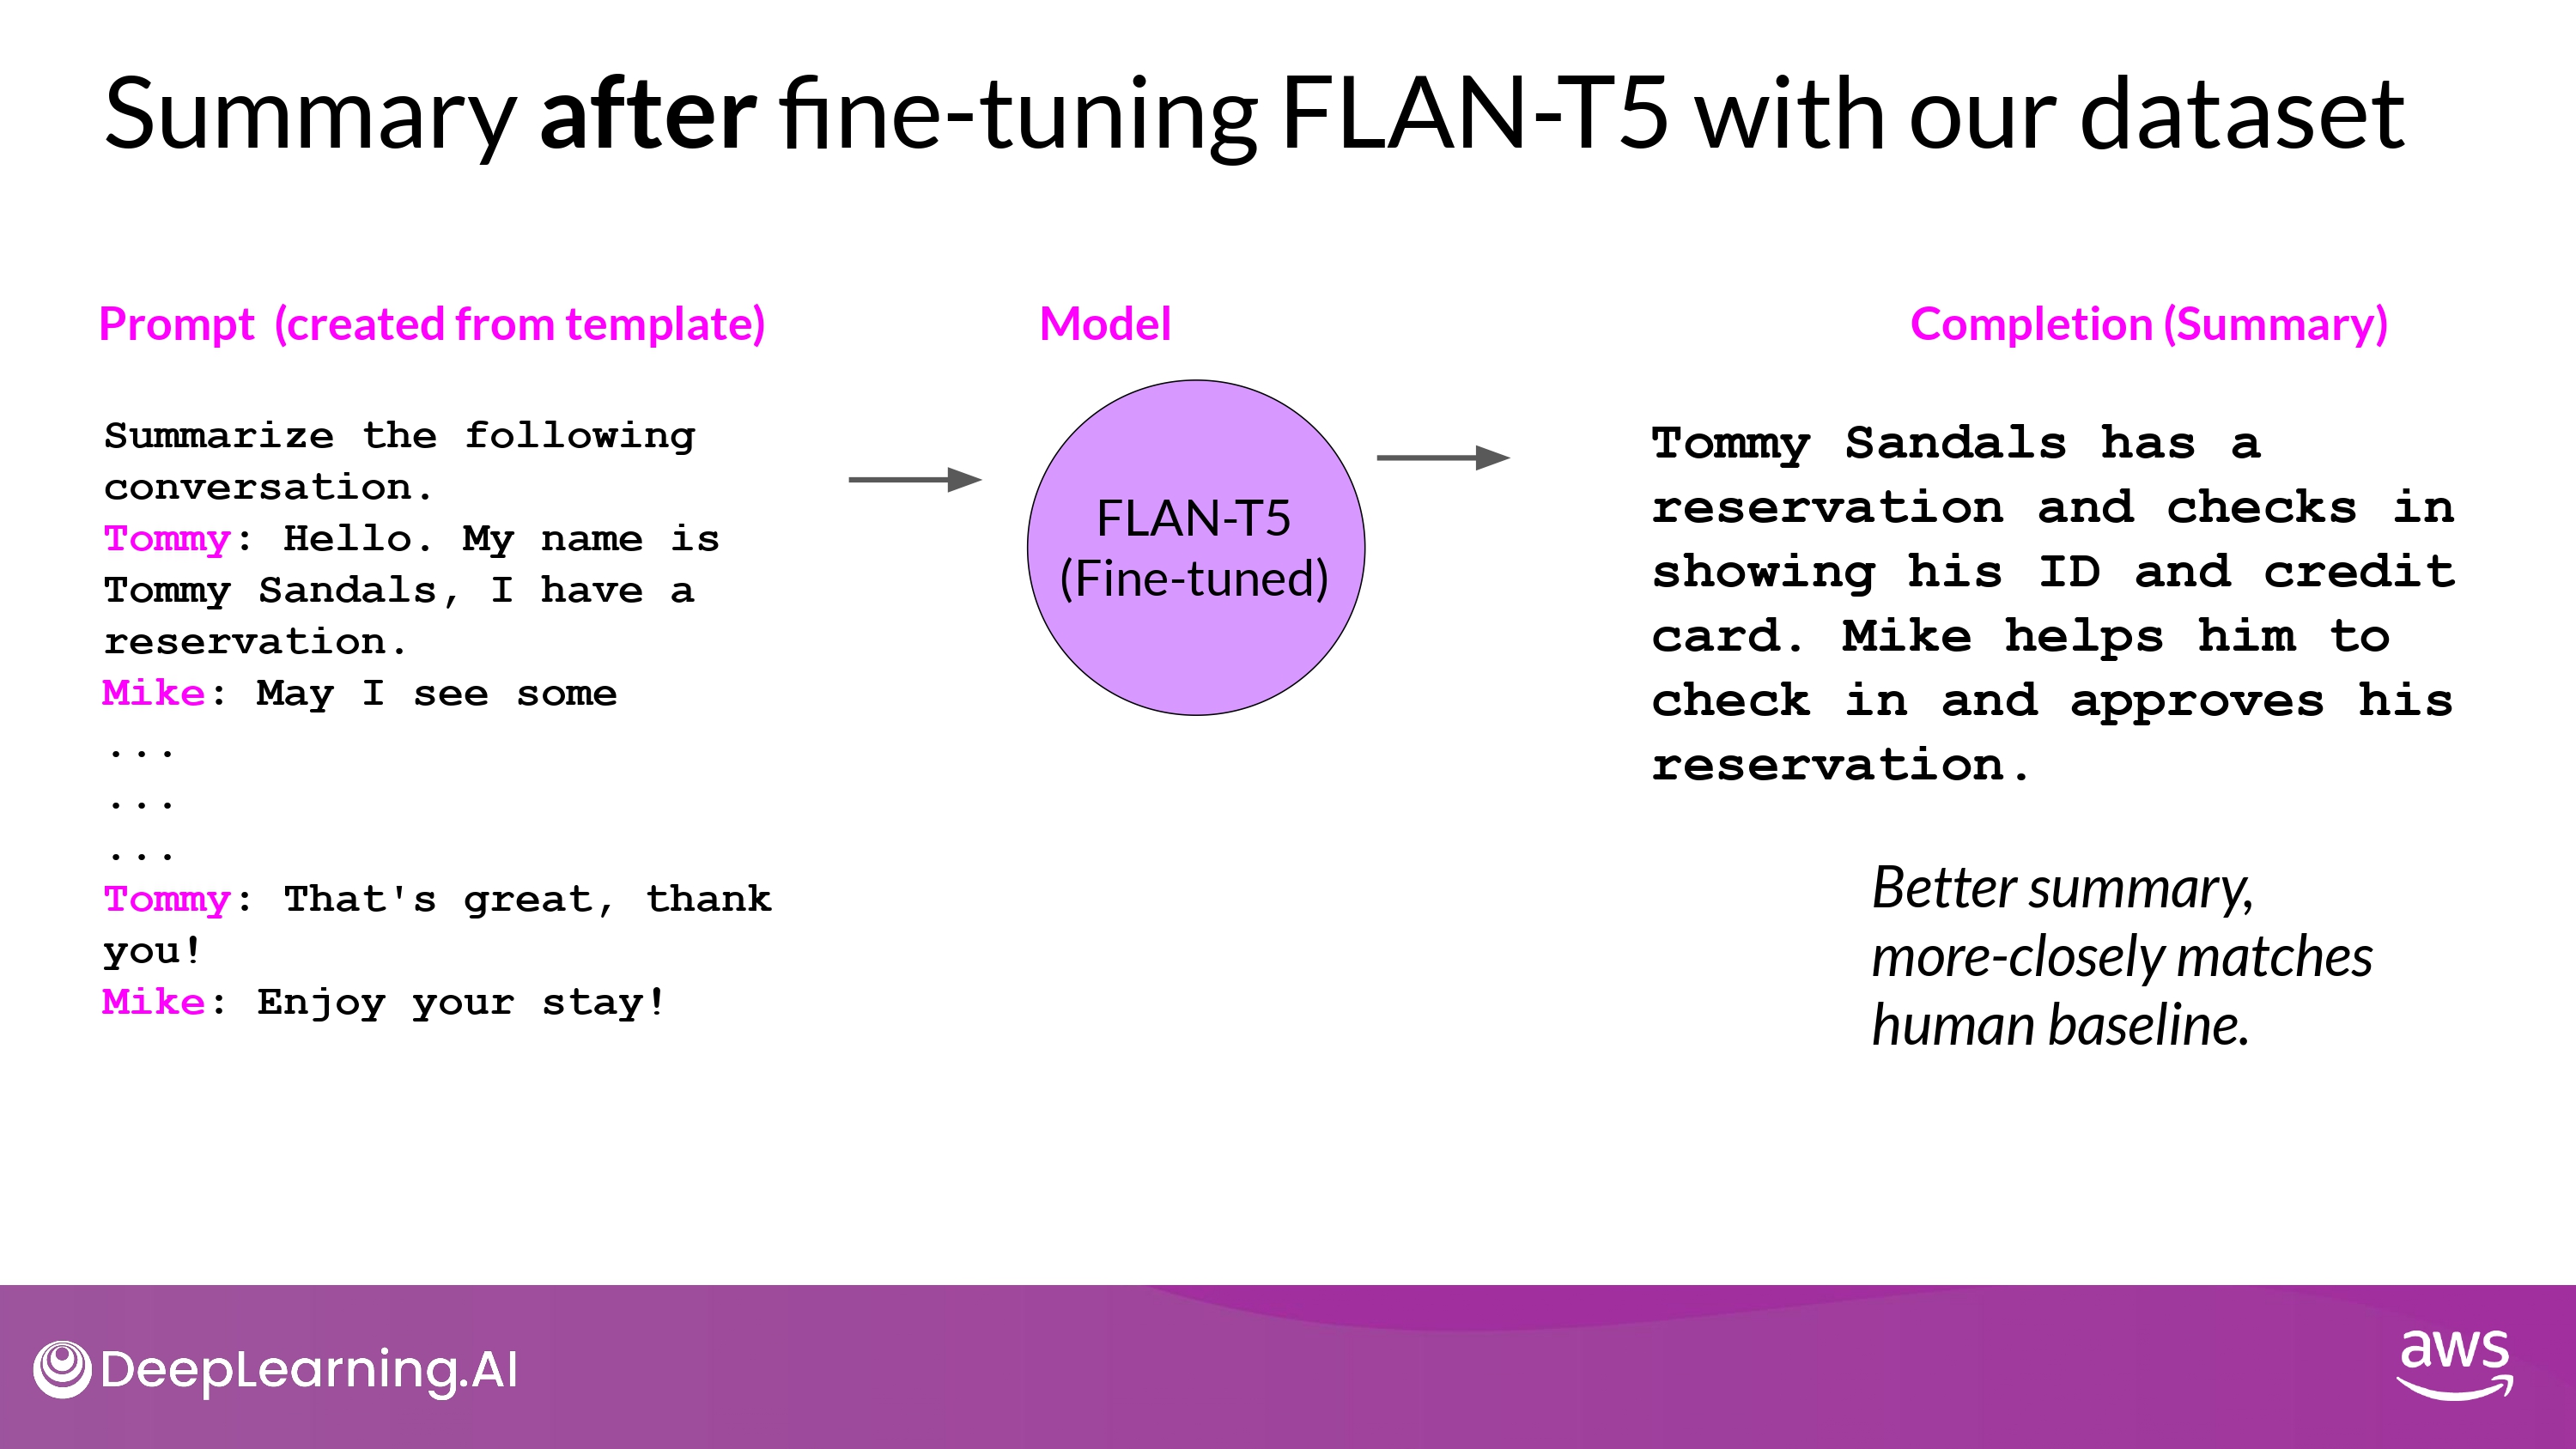 Summary after fine-tuning FLAN-T5 with our dataset
Prompt (created from template)
Summarize the following
conversation.
Tommy: Hello. My name is
Tommy Sandals, I have a
reservation.
Mike: May I see some
...
...
...
Tommy: That's great, thank
you!
Mike: Enjoy your stay!
Model
FLAN-T5
(Fine-tuned)
Completion (Summary)
Tommy Sandals has a
reservation and checks in
showing his ID and credit
card. Mike helps him to
check in and approves his
reservation.
Better summary,
more-closely matches
human baseline.
DeepLearning.AI
aws